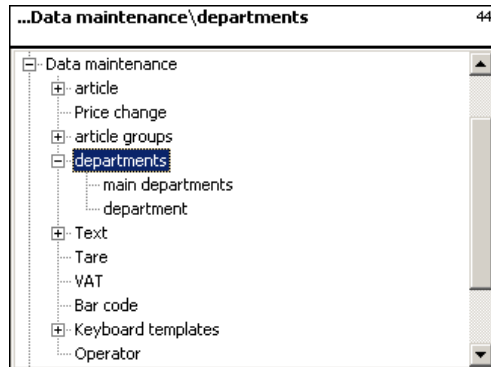 ...Data maintenance\departments 44
Data maintenance
article
Price change
article groups
departments
main departments
department
Text
Tare
VAT
Bar code
Keyboard templates
Operator